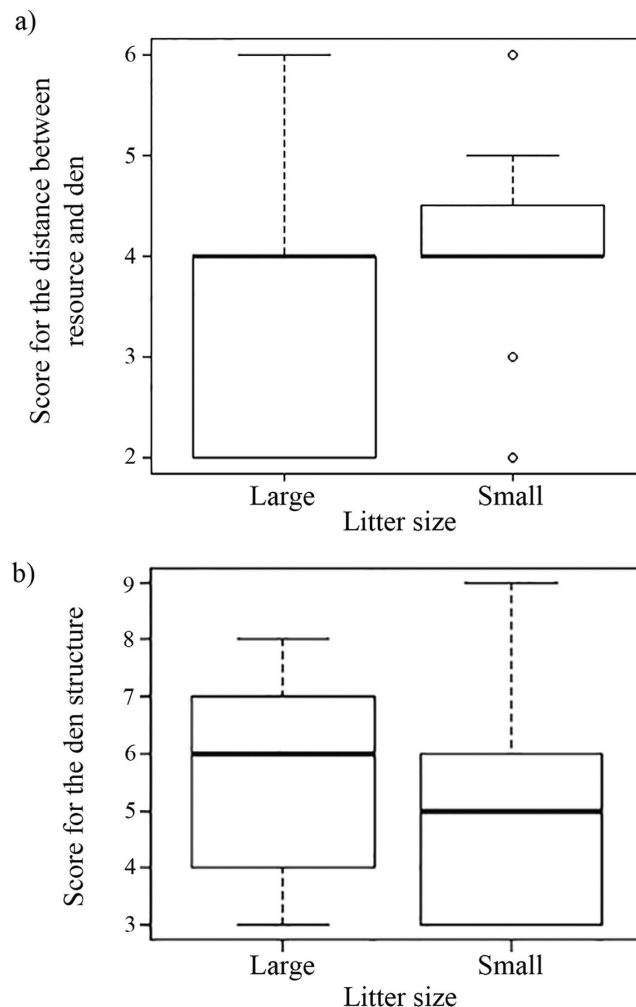 a)
Score for the distance between
resource and den
6
5
4
3
2
Large
Small
Litter size
b)
Score for the den structure
9
8
7
6
5
4
3
Large
Small
Litter size